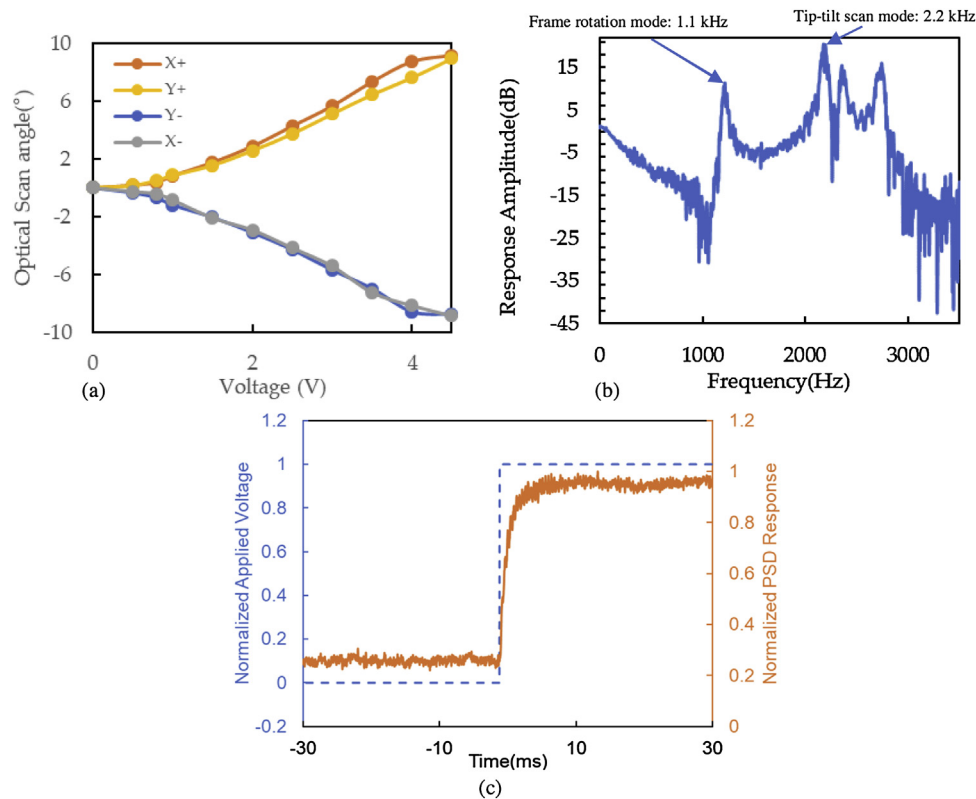 10
6
2
-2
-6
-10
Optical Scan angle(°)
X+
Y+
Y-
X-
0 2 4
Voltage (V)
(a)
Frame rotation mode: 1.1 kHz
Tip-tilt scan mode: 2.2 kHz
15
5
-5
-15
-25
-35
-45
Response Amplitude(dB)
0 1000 2000 3000
Frequency(Hz)
(b)
1.2
1
0.8
0.6
0.4
0.2
0
-0.2
Normalized Applied Voltage
1.2
1
0.8
0.6
0.4
0.2
0
Normalized PSD Response
-30 -10 10 30
Time(ms)
(c)